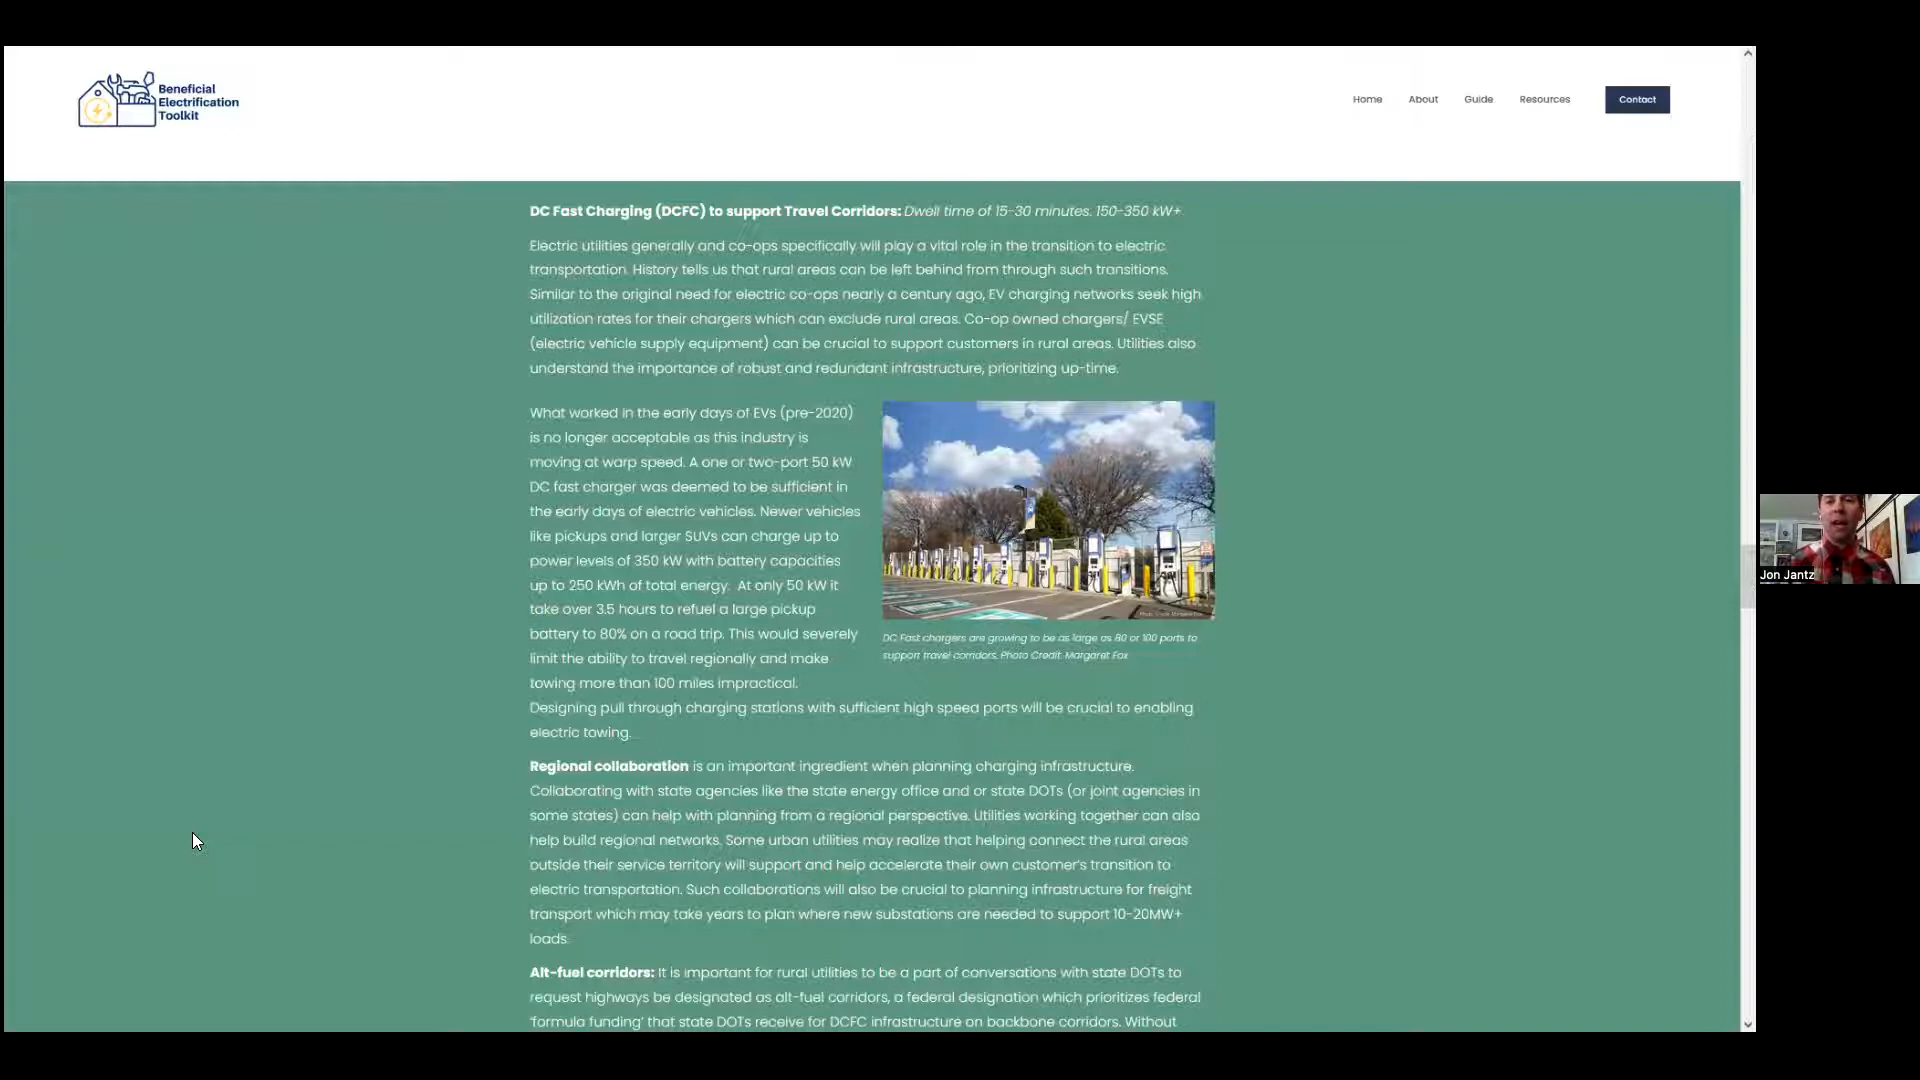 Beneficial
Electrification
Toolkit
Home About Guide Resources Contact
DC Fast Charging (DCFC) to support Travel Corridors: Dwell time of 15-30 minutes. 150-350 kW+
Electric utilities generally and co-ops specifically will play a vital role in the transition to electric
transportation. History tells us that rural areas can be left behind from through such transitions.
Similar to the original need for electric co-ops nearly a century ago, EV charging networks seek high
utilization rates for their chargers which can exclude rural areas. Co-op owned chargers/ EVSE
(electric vehicle supply equipment) can be crucial to support customers in rural areas. Utilities also
understand the importance of robust and redundant infrastructure, prioritizing up-time.
What worked in the early days of EVs (pre-2020)
is no longer acceptable as this industry is
moving at warp speed. A one or two-port 50 kW
DC fast charger was deemed to be sufficient in
the early days of electric vehicles. Newer vehicles
like pickups and larger SUVs can charge up to
power levels of 350 kW with battery capacities
up to 250 kWh of total energy. At only 50 kW it
take over 3.5 hours to refuel a large pickup
battery to 80% on a road trip. This would severely
limit the ability to travel regionally and make
towing more than 100 miles impractical.
Designing pull through charging stations with sufficient high speed ports will be crucial to enabling
electric towing.
DC Fast chargers are growing to be as large as 80 or 100 ports to
support travel corridors. Photo Credit: Margaret Fox
Regional collaboration is an important ingredient when planning charging infrastructure.
Collaborating with state agencies like the state energy office and or state DOTs (or joint agencies in
some states) can help with planning from a regional perspective. Utilities working together can also
help build regional networks. Some urban utilities may realize that helping connect the rural areas
outside their service territory will support and help accelerate their own customer's transition to
electric transportation. Such collaborations will also be crucial to planning infrastructure for freight
transport which may take years to plan where new substations are needed to support 10-20MW+
loads.
Alt-fuel corridors: It is important for rural utilities to be a part of conversations with state DOTs to
request highways be designated as alt-fuel corridors, a federal designation which prioritizes federal
'formula funding' that state DOTs receive for DCFC infrastructure on backbone corridors. Without
Jon Jantz